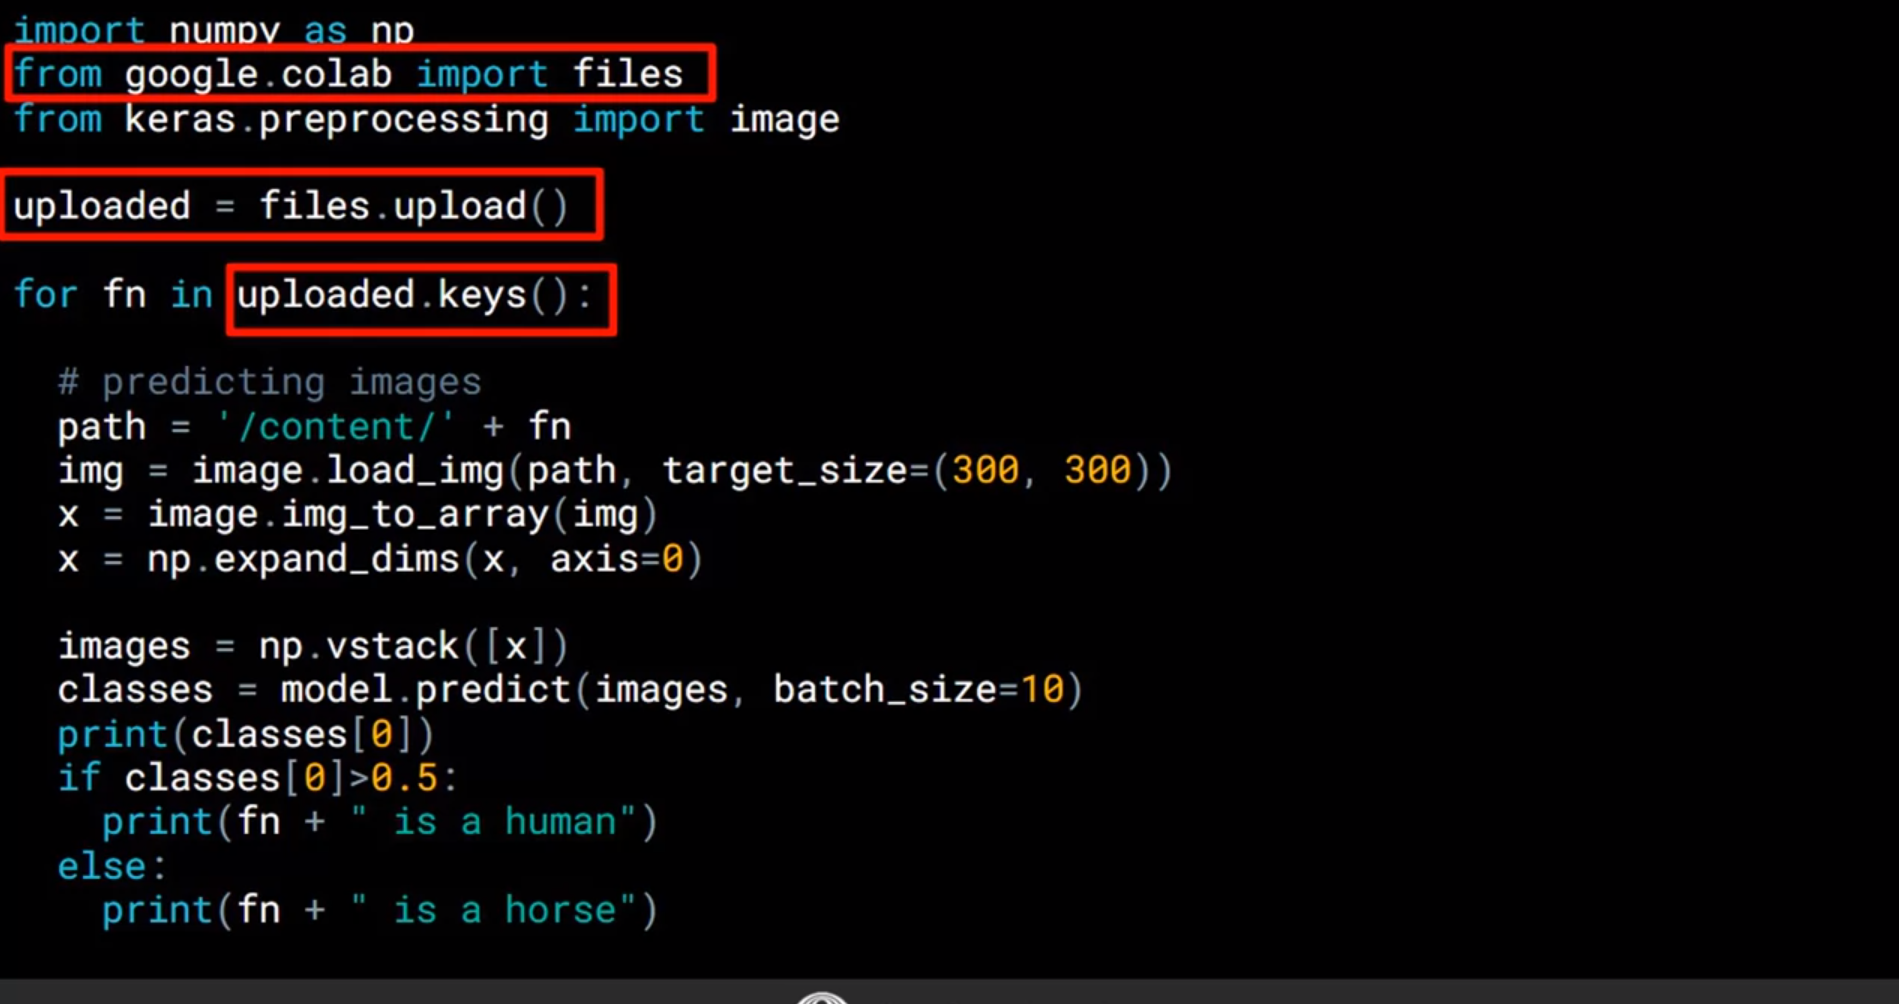 import numpy as np
from google.colab import files
from keras.preprocessing import image
uploaded = files.upload()
for fn in uploaded.keys():
# predicting images
path = '/content/' + fn
img = image.load_img(path, target_size=(300, 300))
x = image.img_to_array(img)
x = np.expand_dims(x, axis=0)
images = np.vstack([x])
classes = model.predict(images, batch_size=10)
print(classes[0])
if classes[0]>0.5:
print(fn + " is a human")
else:
print(fn + " is a horse")